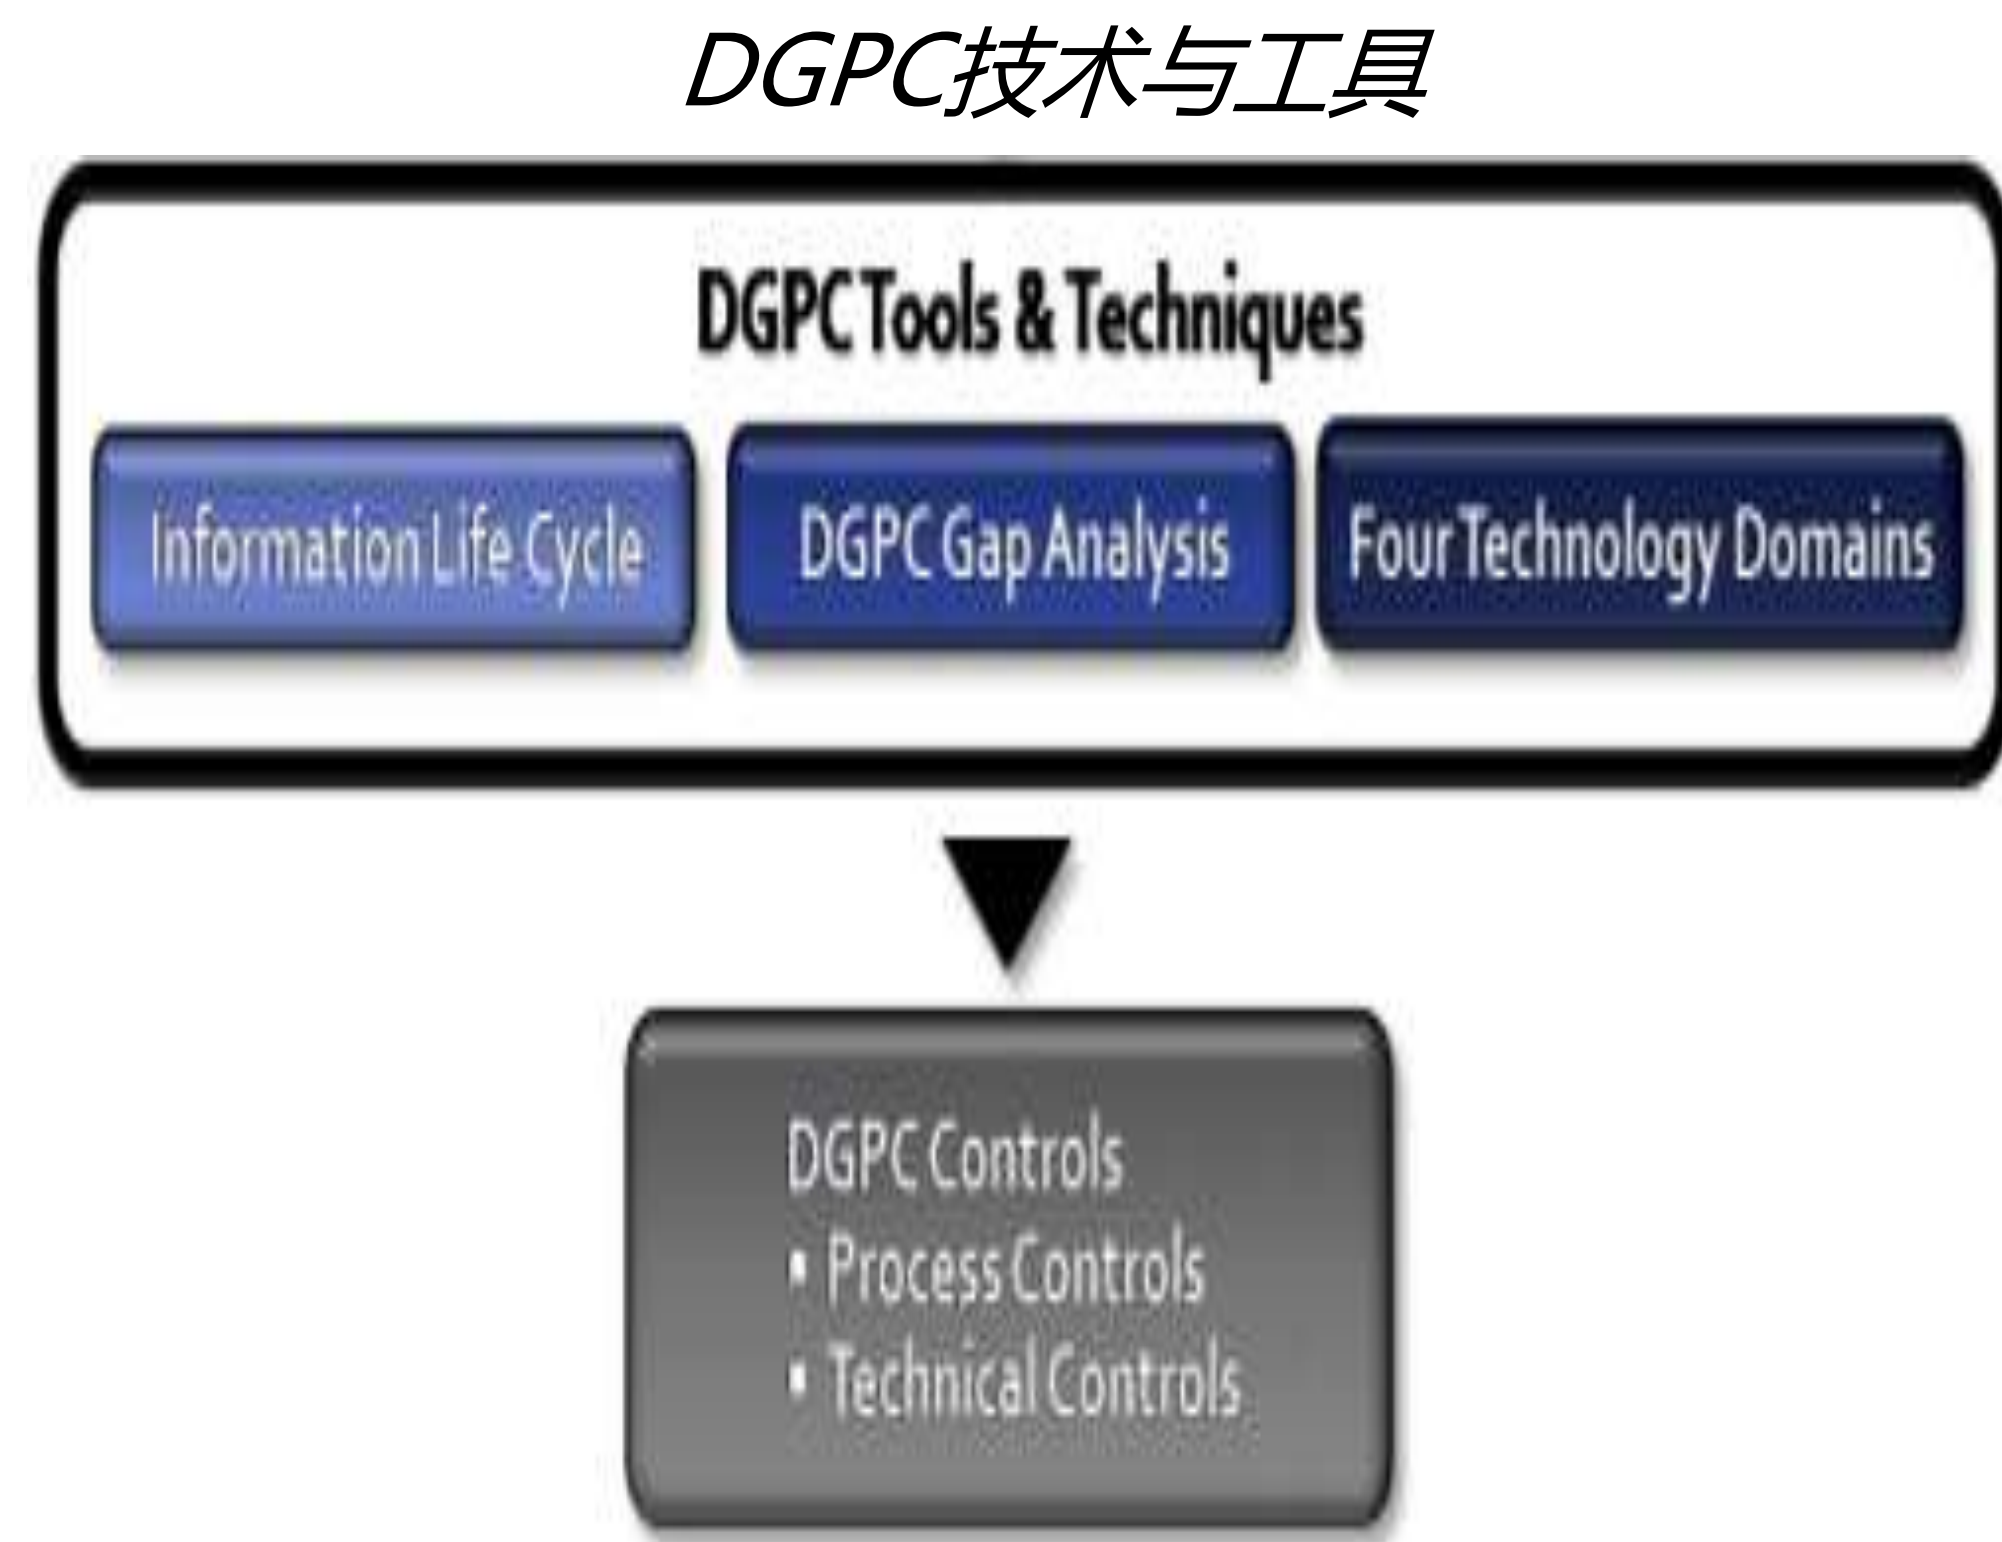 DGPC技术与工具
DGPC Tools & Techniques
Information Life Cycle
DGPC Gap Analysis
Four Technology Domains
DGPC Controls
▪ Process Controls
▪ Technical Controls